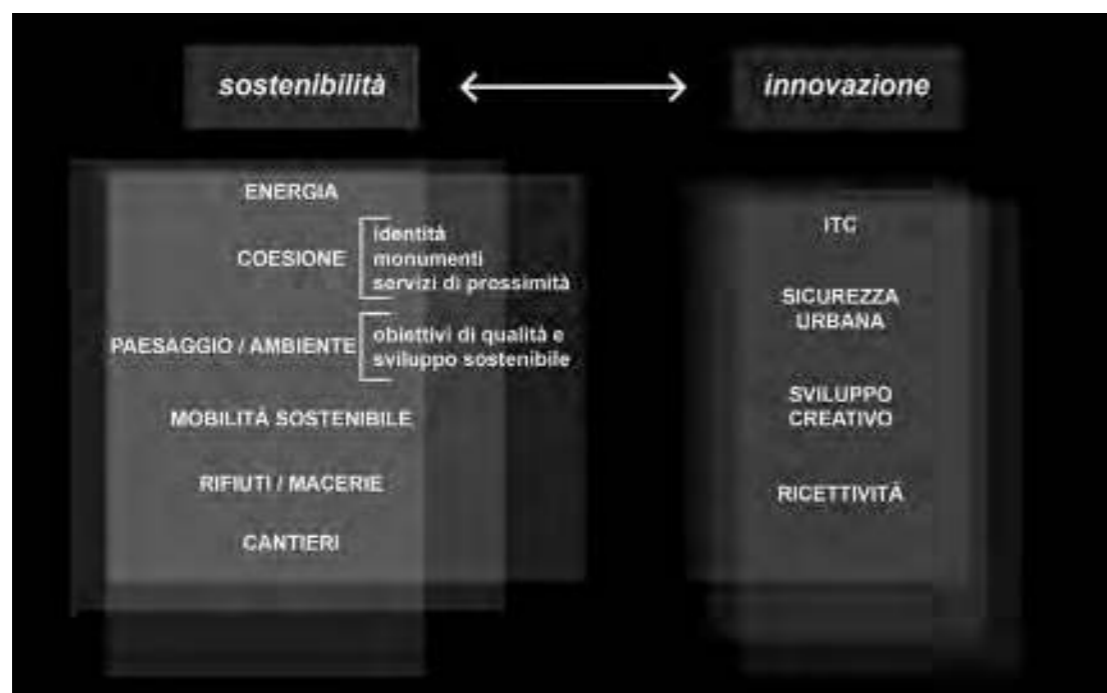 sostenibilità
innovazione
ENERGIA
COESIONE
identità
monumenti
servizi di prossimità
PAESAGGIO / AMBIENTE
obiettivi di qualità e
sviluppo sostenibile
MOBILITÀ SOSTENIBILE
RIFIUTI / MACERIE
CANTIERI
ITC
SICUREZZA
URBANA
SVILUPPO
CREATIVO
RICETTIVITÀ